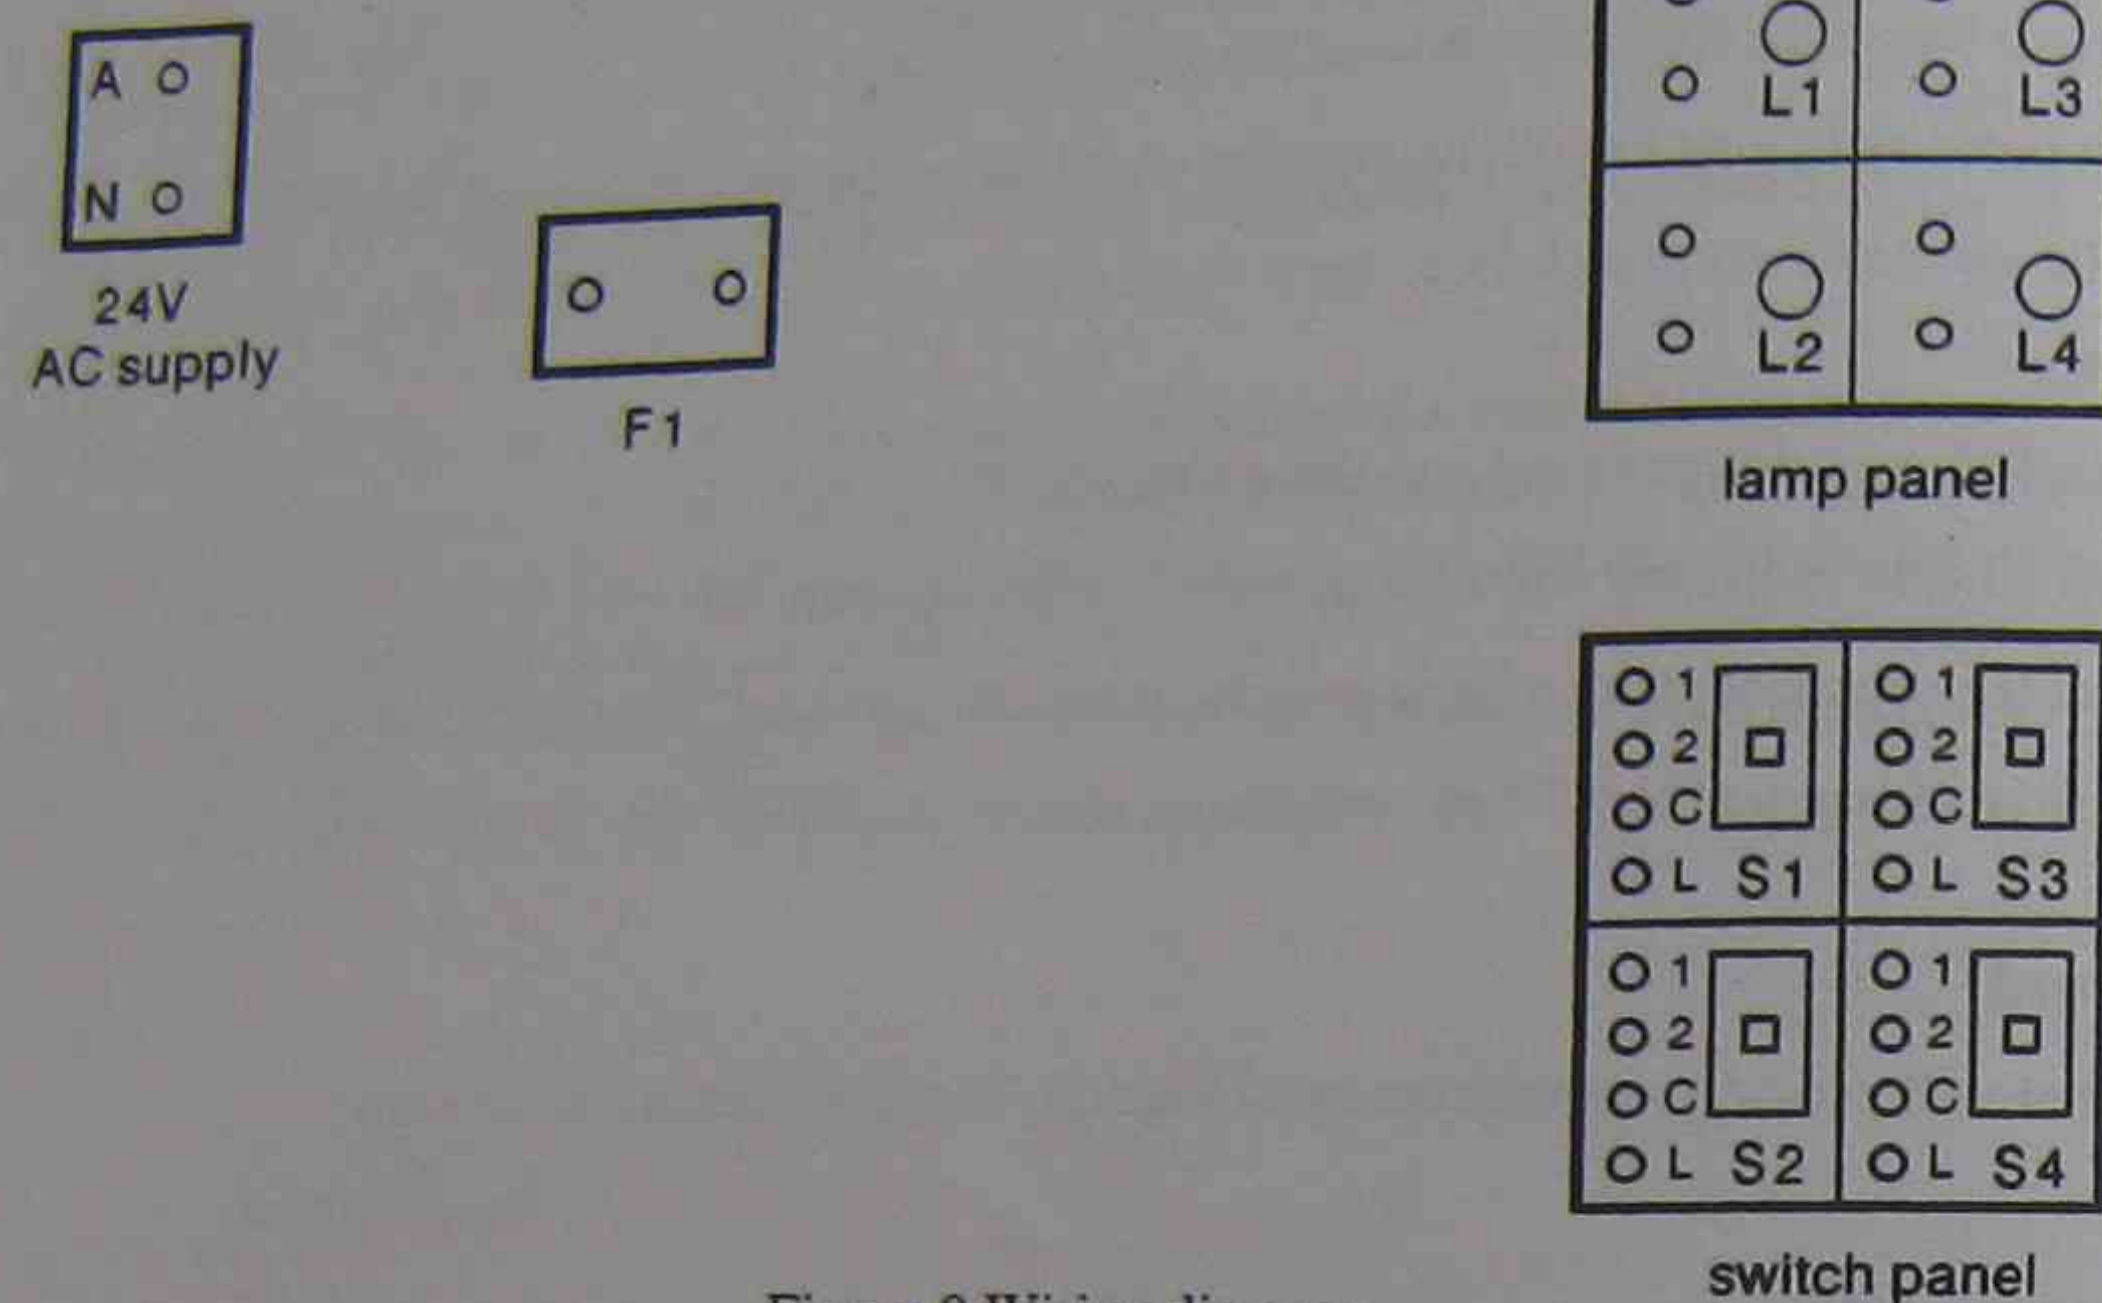 A
N
24V
AC supply
F1
L1 L3
L2 L4
lamp panel
1 1
2 2
C C
L S1 L S3
1 1
2 2
C C
L S2 L S4
switch panel